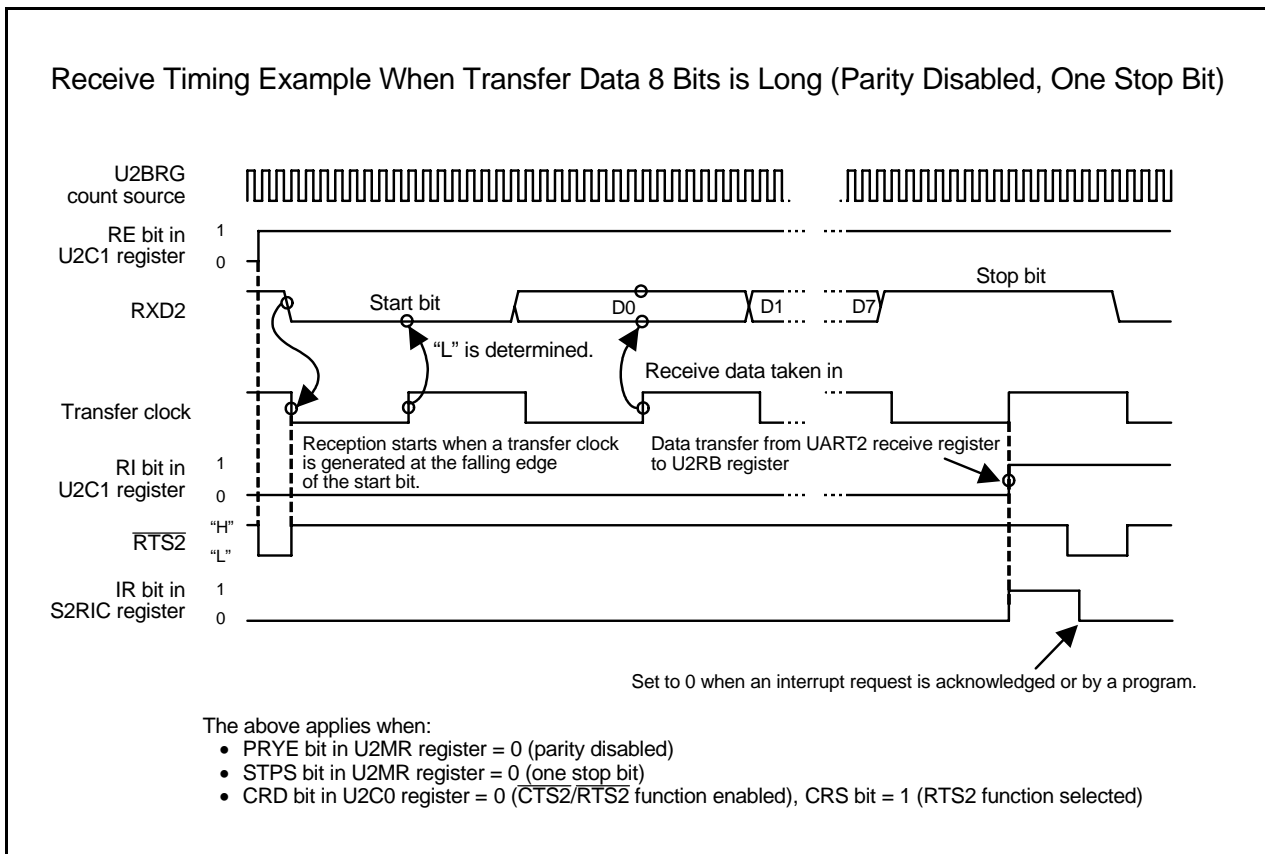 Receive Timing Example When Transfer Data 8 Bits is Long (Parity Disabled, One Stop Bit)
U2BRG
count source
RE bit in
U2C1 register
1
0
RXD2
Start bit
D0
D1
D7
Stop bit
“L” is determined.
Receive data taken in
Transfer clock
Reception starts when a transfer clock
is generated at the falling edge
of the start bit.
Data transfer from UART2 receive register
to U2RB register
RI bit in
U2C1 register
1
0
RTS2
“H”
“L”
IR bit in
S2RIC register
1
0
Set to 0 when an interrupt request is acknowledged or by a program.
The above applies when:
• PRYE bit in U2MR register = 0 (parity disabled)
• STPS bit in U2MR register = 0 (one stop bit)
• CRD bit in U2C0 register = 0 (CTS2/RTS2 function enabled), CRS bit = 1 (RTS2 function selected)